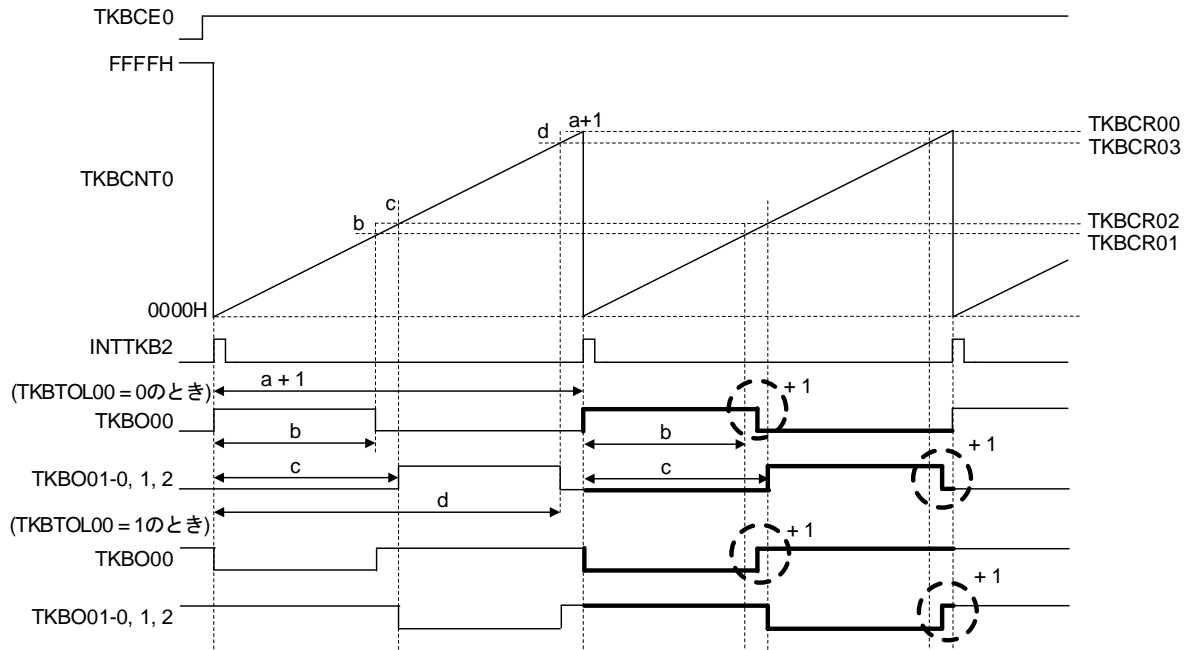 TKBCE0
FFFFH
TKBCNT0
d
a+1
TKBCR00
TKBCR03
c
b
TKBCR02
TKBCR01
0000H
INTTKB2
(TKBTOL00 = 0のとき)
a + 1
+ 1
TKBO00
b
b
TKBO01-0, 1, 2
c
c
+ 1
d
(TKBTOL00 = 1のとき)
TKBO00
+ 1
TKBO01-0, 1, 2
+ 1